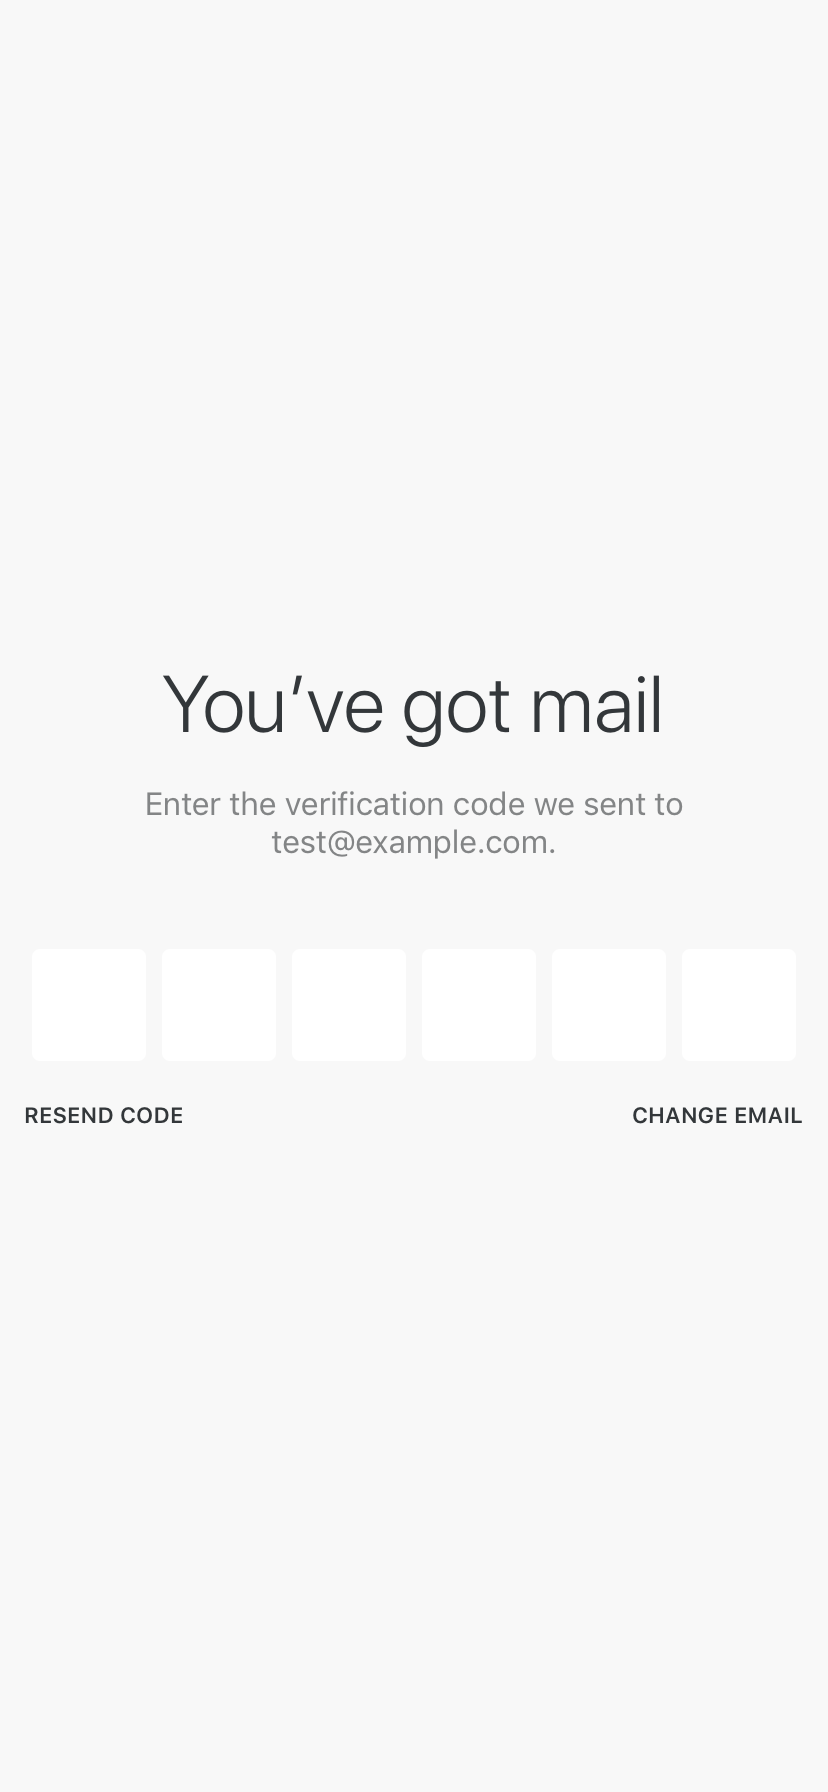 You’ve got mail
Enter the verification code we sent to
test@example.com.
RESEND CODE
CHANGE EMAIL